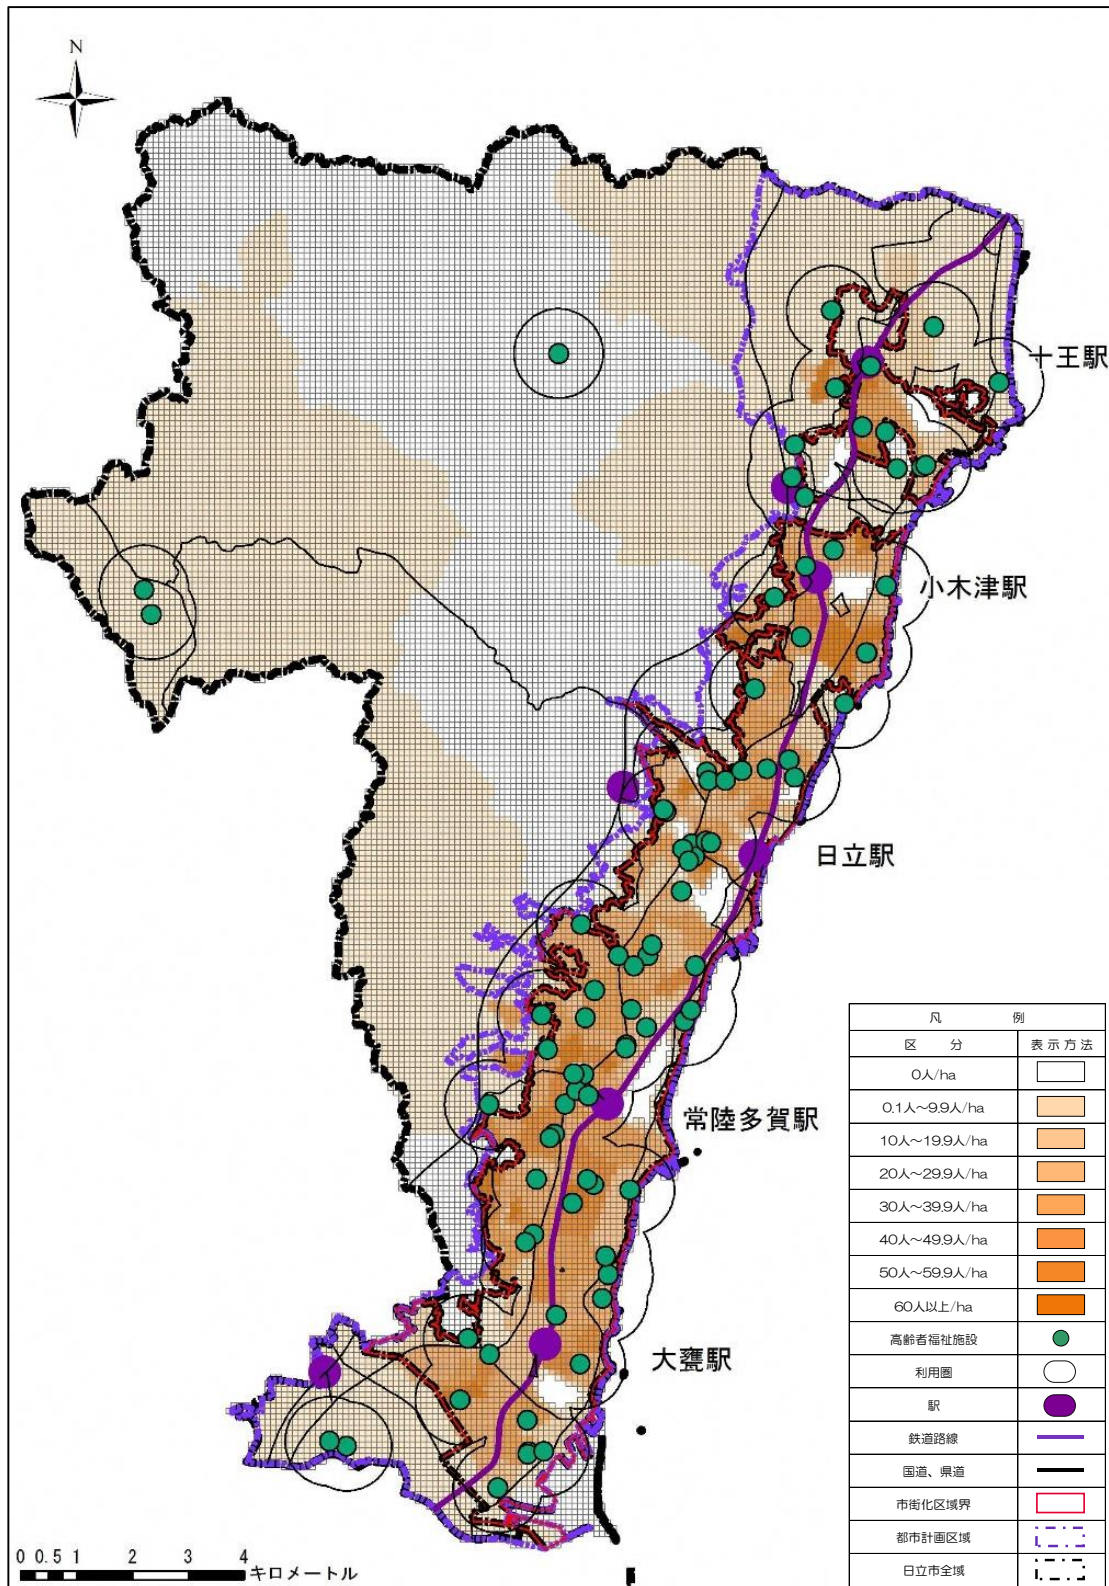 N
十王駅
小木津駅
日立駅
常陸多賀駅
大甕駅
凡 例
区 分 表示方法
0人/ha
0.1人～9.9人/ha
10人～19.9人/ha
20人～29.9人/ha
30人～39.9人/ha
40人～49.9人/ha
50人～59.9人/ha
60人以上/ha
高齢者福祉施設
利用圏
駅
鉄道路線
国道、県道
市街化区域界
都市計画区域
日立市全域
0 0.5 1 2 3 4 キロメートル